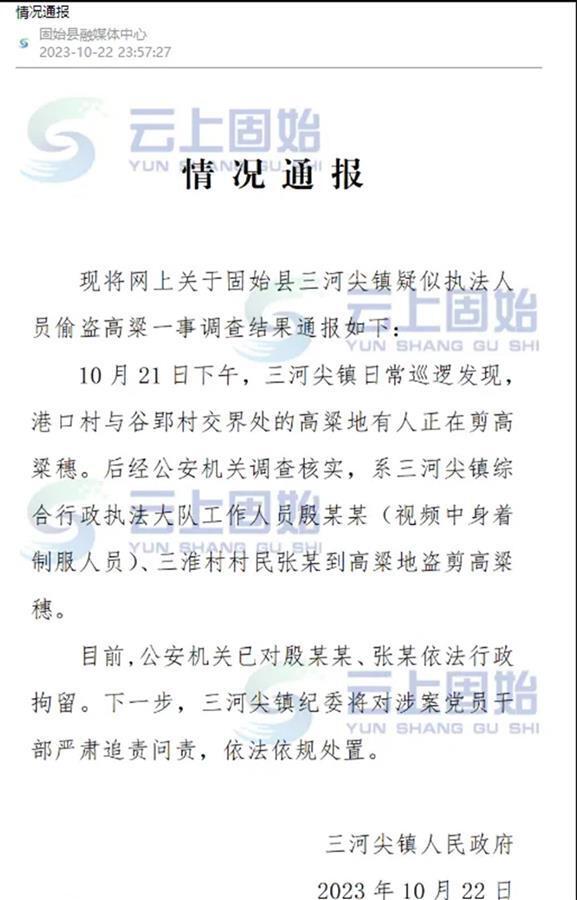 情况通报
固始县融媒体中心
2023-10-22 23:57:27
云上固始
YUN SHANG GU SHI
情况通报
现将网上关于固始县三河尖镇疑似执法人
员偷盗高粱一事调查结果通报如下:
云上固始
YUN SHANG GU SHI
10月21日下午，三河尖镇日常巡逻发现，
港口村与谷郢村交界处的高粱地有人正在剪高
粱穗。后经公安机关调查核实，系三河尖镇综
合行政执法大队工作人员殷某某（视频中身着
制服人员）、三淮村村民张某到高粱地盗剪高粱
穗。
云上固始
YUN SHANG GU SHI
目前,公安机关已对殷某某、张某依法行政
拘留。下一步，三河尖镇纪委将对涉案党员干
部严肃追责问责，依法依规处置。
云上固始
YUN SHANG GU SHI
三河尖镇人民政府
2023年10月22日